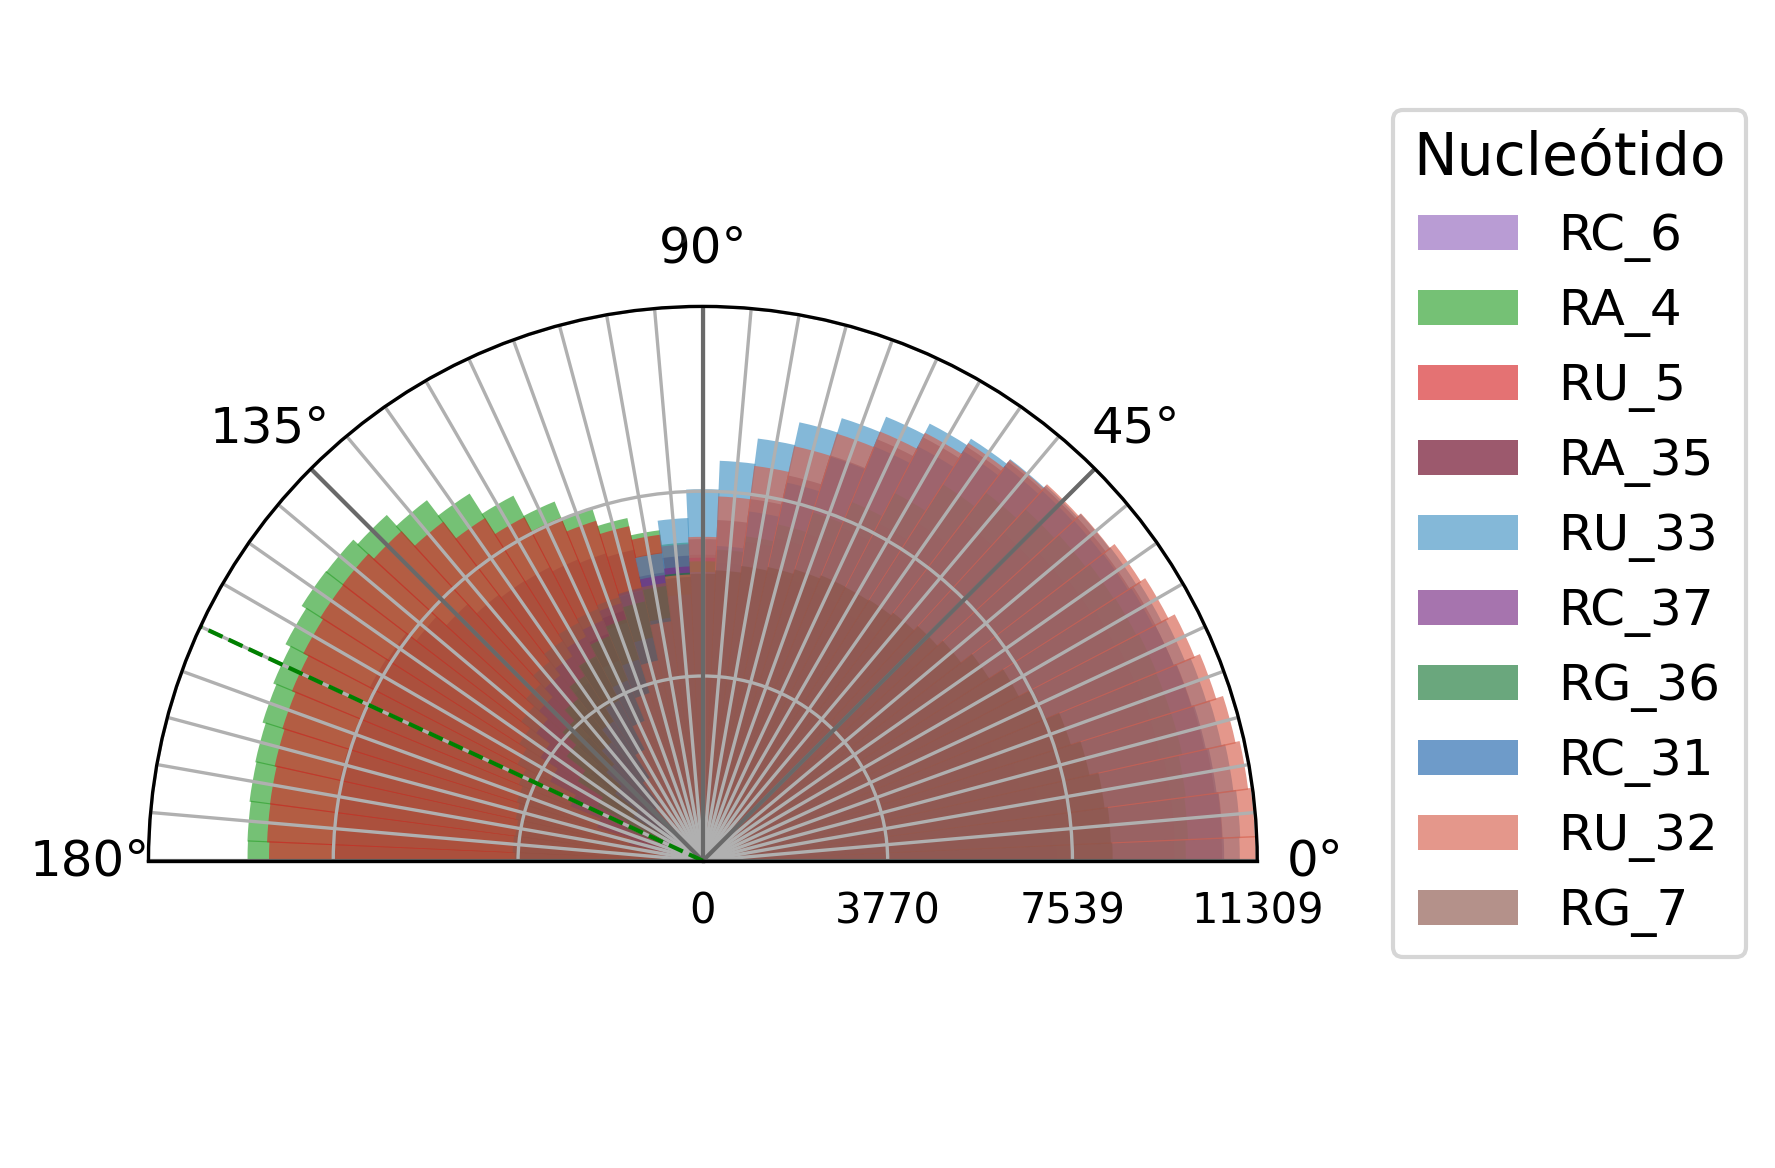 90°
135°
45°
180°
0°
0
3770
7539
11309
Nucleótido
RC_6
RA_4
RU_5
RA_35
RU_33
RC_37
RG_36
RC_31
RU_32
RG_7